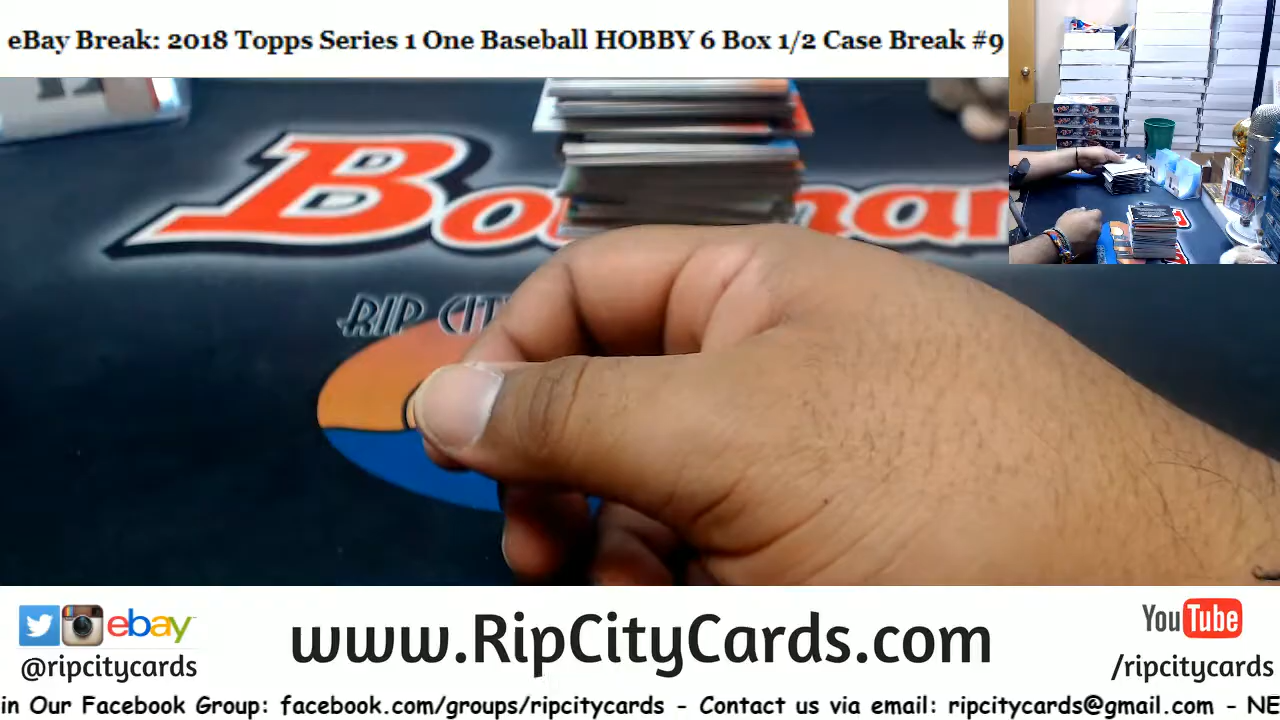 eBay Break: 2018 Topps Series 1 One Baseball HOBBY 6 Box 1/2 Case Break #9
RIP
ebay
@ripcitycards
www.RipCityCards.com
YouTube
/ripcitycards
in Our Facebook Group: facebook.com/groups/ripcitycards - Contact us via email: ripcitycards@gmail.com - NE